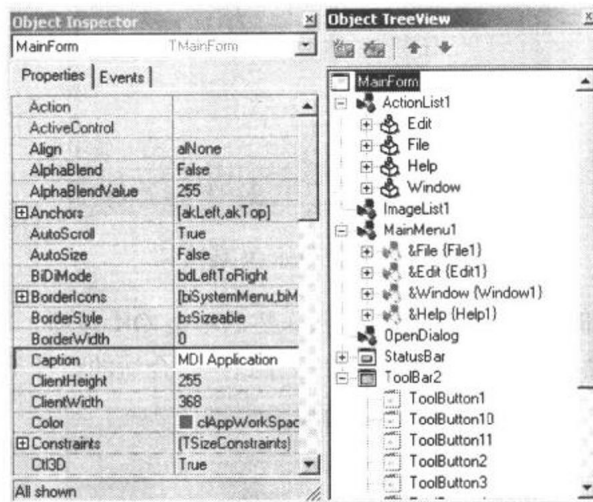 Object Inspector
MainForm TMainForm
Properties Events
Action
ActiveControl
Align alNone
AlphaBlend False
AlphaBlendValue 255
Anchors [akLeft,akTop]
AutoScroll True
AutoSize False
BiDiMode bdLeftToRight
BorderIcons [biSystemMenu,biM
BorderStyle bsSizeable
BorderWidth 0
Caption MDI Application
ClientHeight 255
ClientWidth 368
Color clAppWorkSpac
Constraints (TSizeConstraints)
Ctl3D True
All shown
Object TreeView
MainForm
ActionList1
Edit
File
Help
Window
ImageList1
MainMenu1
&File {File1}
&Edit {Edit1}
&Window {Window1}
&Help {Help1}
OpenDialog
StatusBar
ToolBar2
ToolButton1
ToolButton10
ToolButton11
ToolButton2
ToolButton3